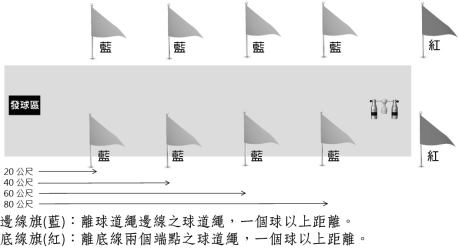 藍 藍 藍 藍 紅
發球區
藍 藍 藍 藍 紅
20 公尺
40 公尺
60 公尺
80 公尺
邊線旗(藍)：離球道繩邊線之球道繩，一個球以上距離。
底線旗(紅)：離底線兩個端點之球道繩，一個球以上距離。